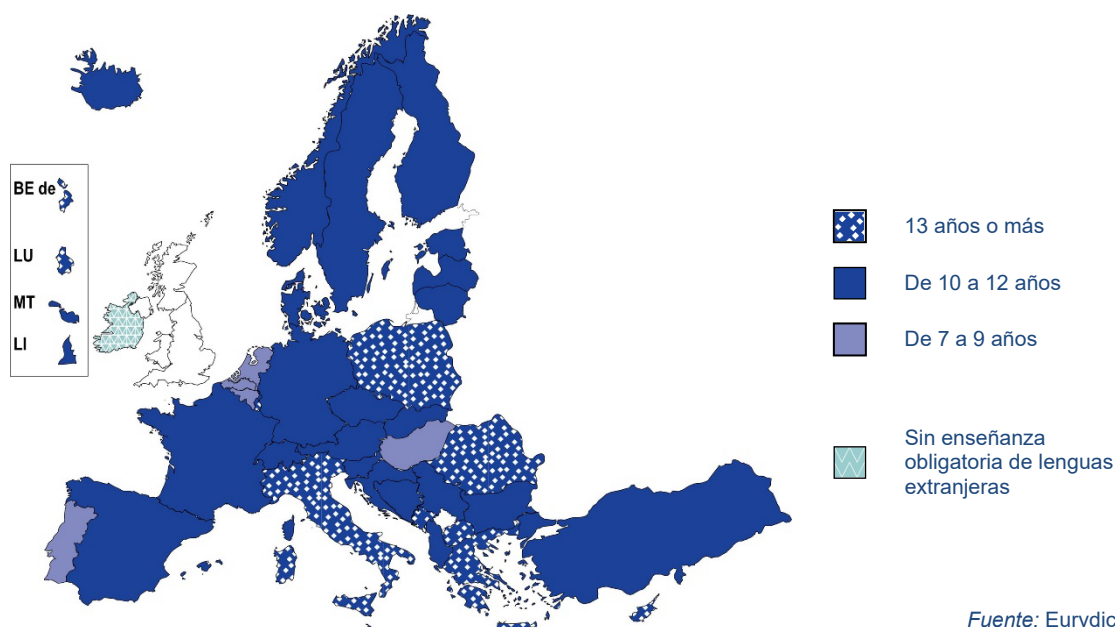 BE de
LU
MT
LI
13 años o más
De 10 a 12 años
De 7 a 9 años
Sin enseñanza
obligatoria de lenguas
extranjeras
Fuente: Eurydic